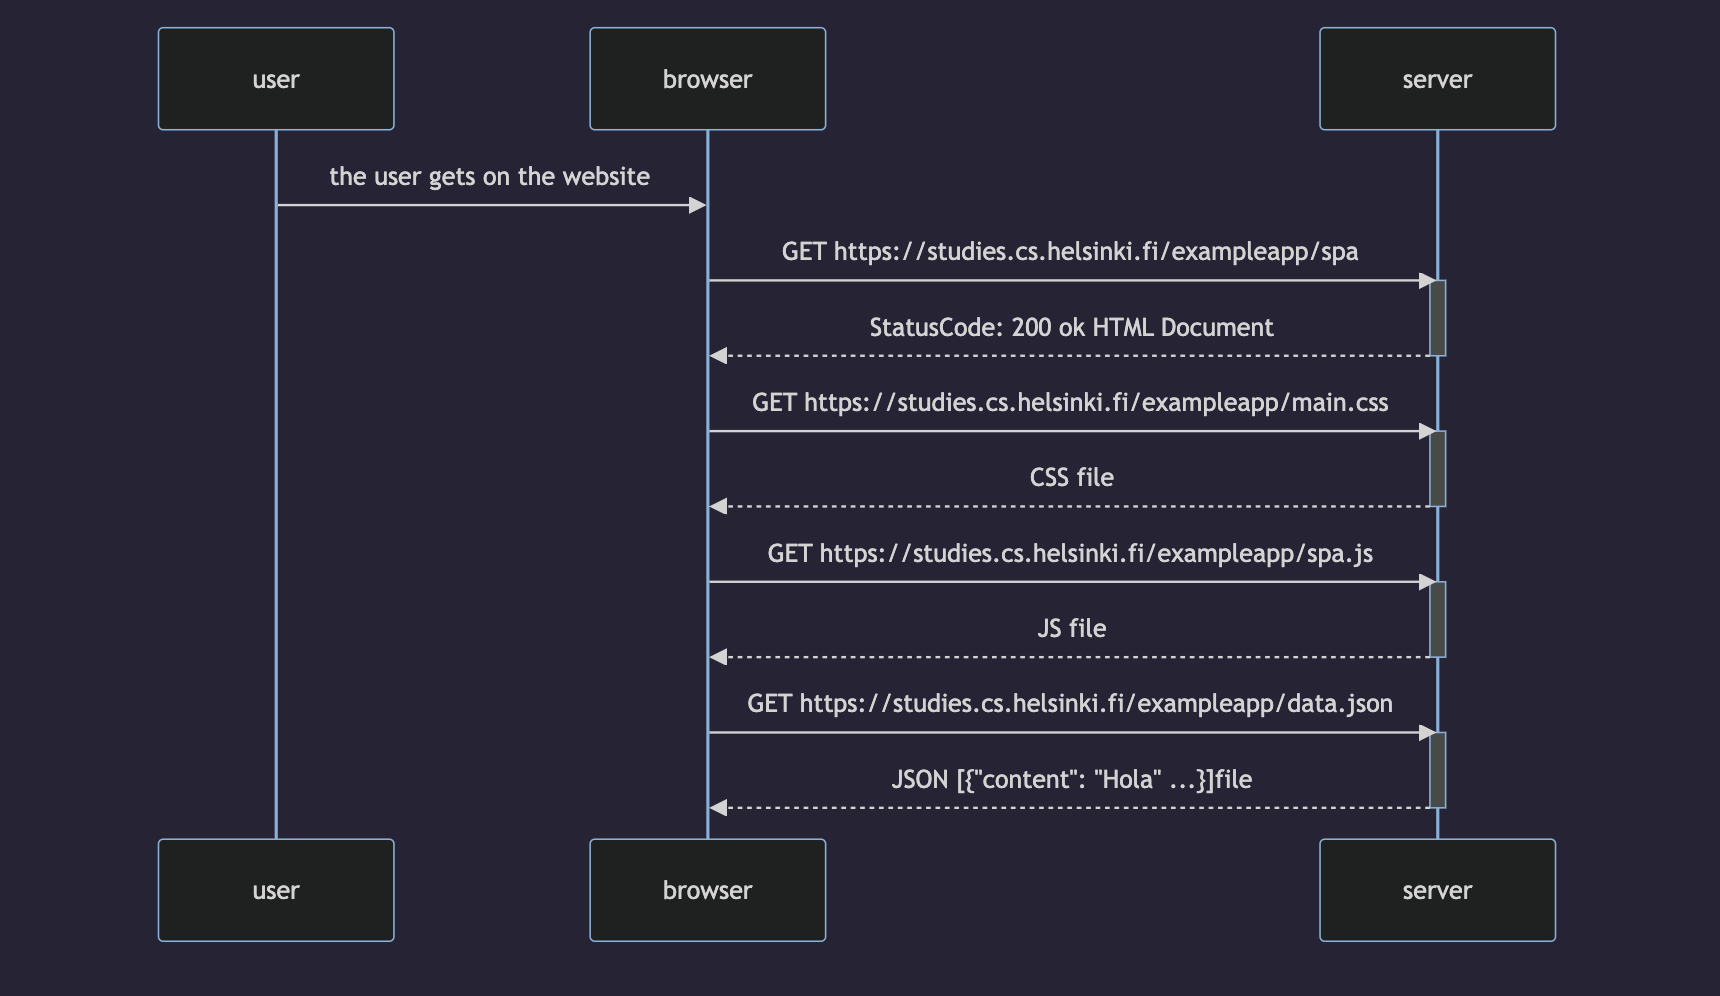 user
browser
server
the user gets on the website
GET https://studies.cs.helsinki.fi/exampleapp/spa
StatusCode: 200 ok HTML Document
GET https://studies.cs.helsinki.fi/exampleapp/main.css
CSS file
GET https://studies.cs.helsinki.fi/exampleapp/spa.js
JS file
GET https://studies.cs.helsinki.fi/exampleapp/data.json
JSON [{"content": "Hola" ...}]file
user
browser
server